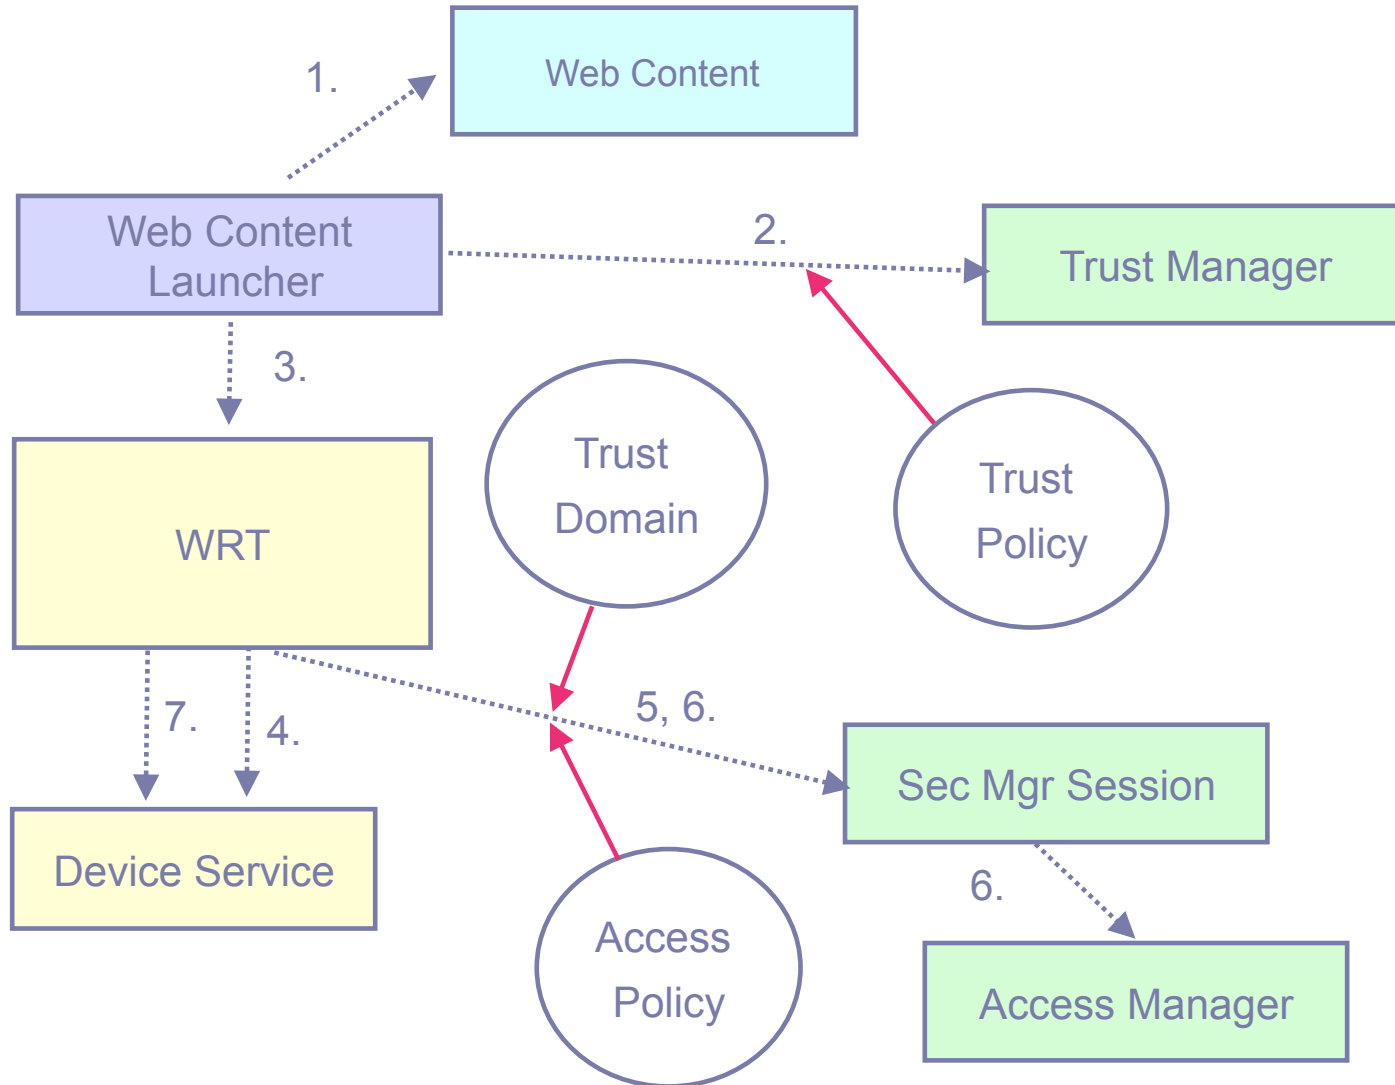 Web Content
1.
Web Content
Launcher
2.
Trust Manager
3.
Trust
Domain
Trust
Policy
WRT
5, 6.
7.
4.
Sec Mgr Session
Device Service
6.
Access
Policy
Access Manager